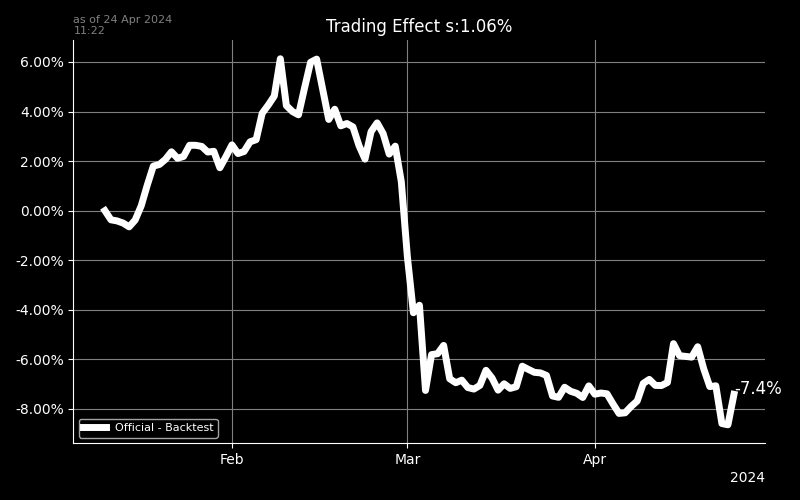 as of 24 Apr 2024
11:22
Trading Effect s:1.06%
6.00%
4.00%
2.00%
0.00%
-2.00%
-4.00%
-6.00%
-8.00%
-7.4%
Official - Backtest
Feb
Mar
Apr
2024